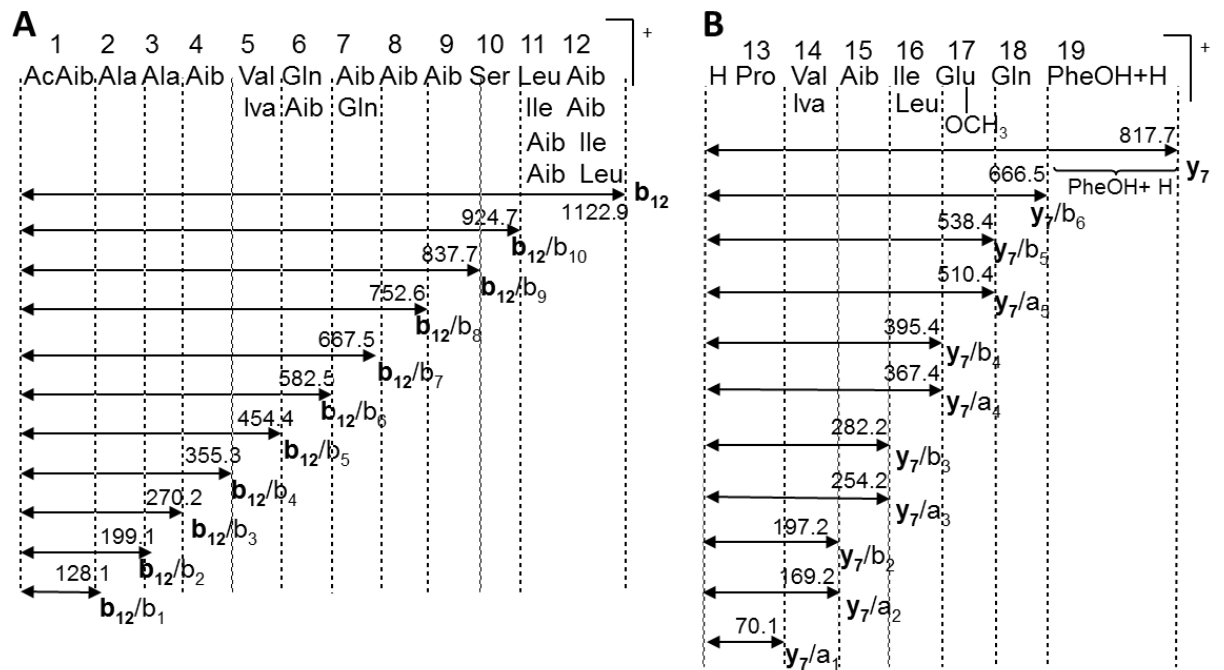 A
1 2 3 4 5 6 7 8 9 10 11 12
+
AcAib Ala Ala Aib Val Gln Aib Aib Aib Ser Leu Aib
Iva Aib Gln Ile Aib
Aib Ile
Aib Leu
b12
1122.9
924.7
b12/b10
837.7
b12/b9
752.6
b12/b8
667.5
b12/b7
582.5
b12/b6
454.4
b12/b5
355.3
b12/b4
270.2
b12/b3
199.1
b12/b2
128.1
b12/b1
B
13 14 15 16 17 18 19
+
H Pro Val Aib Ile Glu Gln PheOH+H
Iva Leu
OCH3
817.7
y7
PheOH+ H
666.5
y7/b6
538.4
y7/b5
510.4
y7/a5
395.4
y7/b4
367.4
y7/a4
282.2
y7/b3
254.2
y7/a3
197.2
y7/b2
169.2
y7/a2
70.1
y7/a1